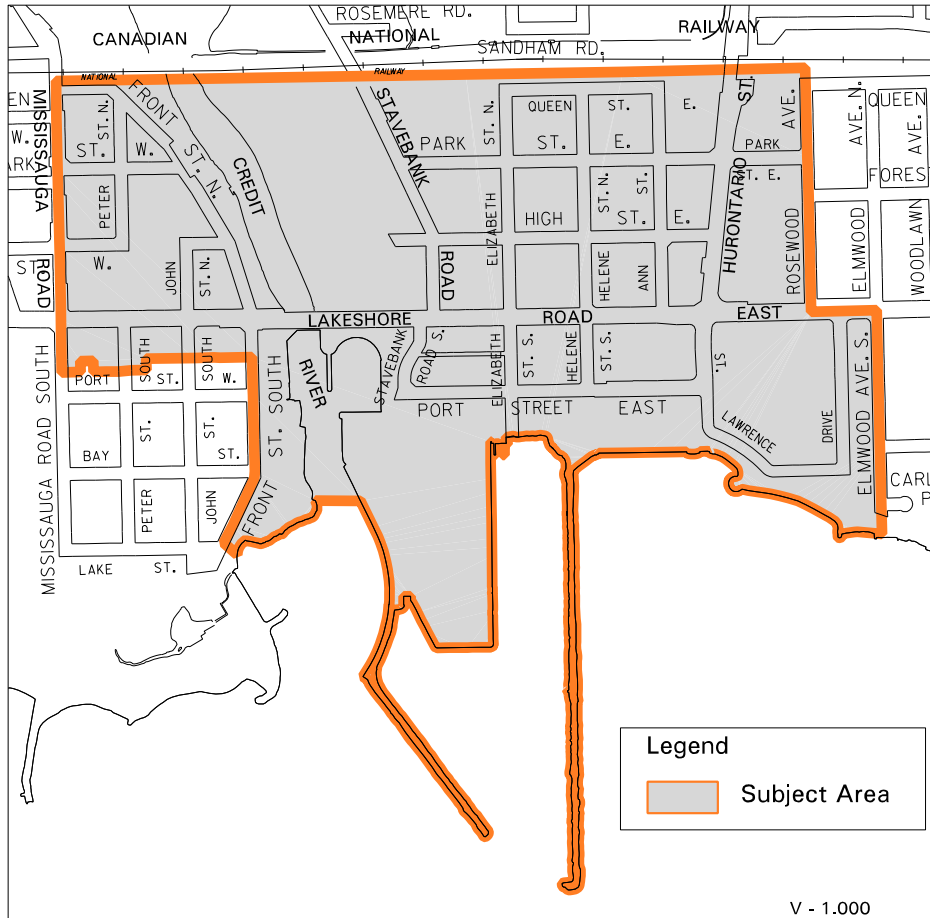 ROSEMERE RD.
CANADIAN
NATIONAL
RAILWAY
SANDHAM RD.
NATIONAL
RAILWAY
MISSISSAUGA
ROAD
FRONT
ST. N.
CREDIT
RIVER
STAVEBANK
ROAD
QUEEN
ST.
E.
PARK
ST.
E.
PARK
ST. E.
ST. N.
ELIZABETH
HIGH
ST.
E.
ST. N.
HELENE
ST.
ANN
ST.
HURONTARIO
AVE.
ROSEWOOD
AVE. N.
ELMWOOD
QUEEN
AVE.
FOREST
WOODLAWN
EEN
W.
ARK
ST.
ST. N.
ST.
W.
PETER
W.
JOHN
ST. N.
LAKESHORE
ROAD
EAST
STAVEBANK
ROAD S.
ELIZABETH
ST. S.
HELENE
ST. S.
ST.
PORT
STREET
EAST
LAWRENCE
DRIVE
ELMWOOD AVE. S.
CARL
P
MISSISSAUGA ROAD SOUTH
PORT
ST.
W.
SOUTH
ST.
PETER
SOUTH
ST.
JOHN
BAY
ST.
FRONT
ST. SOUTH
LAKE
ST.
Legend
Subject Area
V - 1.000